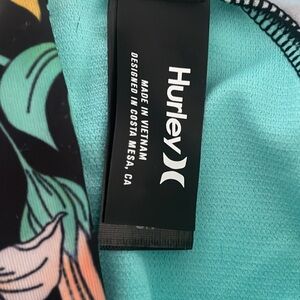 Hurley
MADE IN VIETNAM
DESIGNED IN COSTA MESA, CA